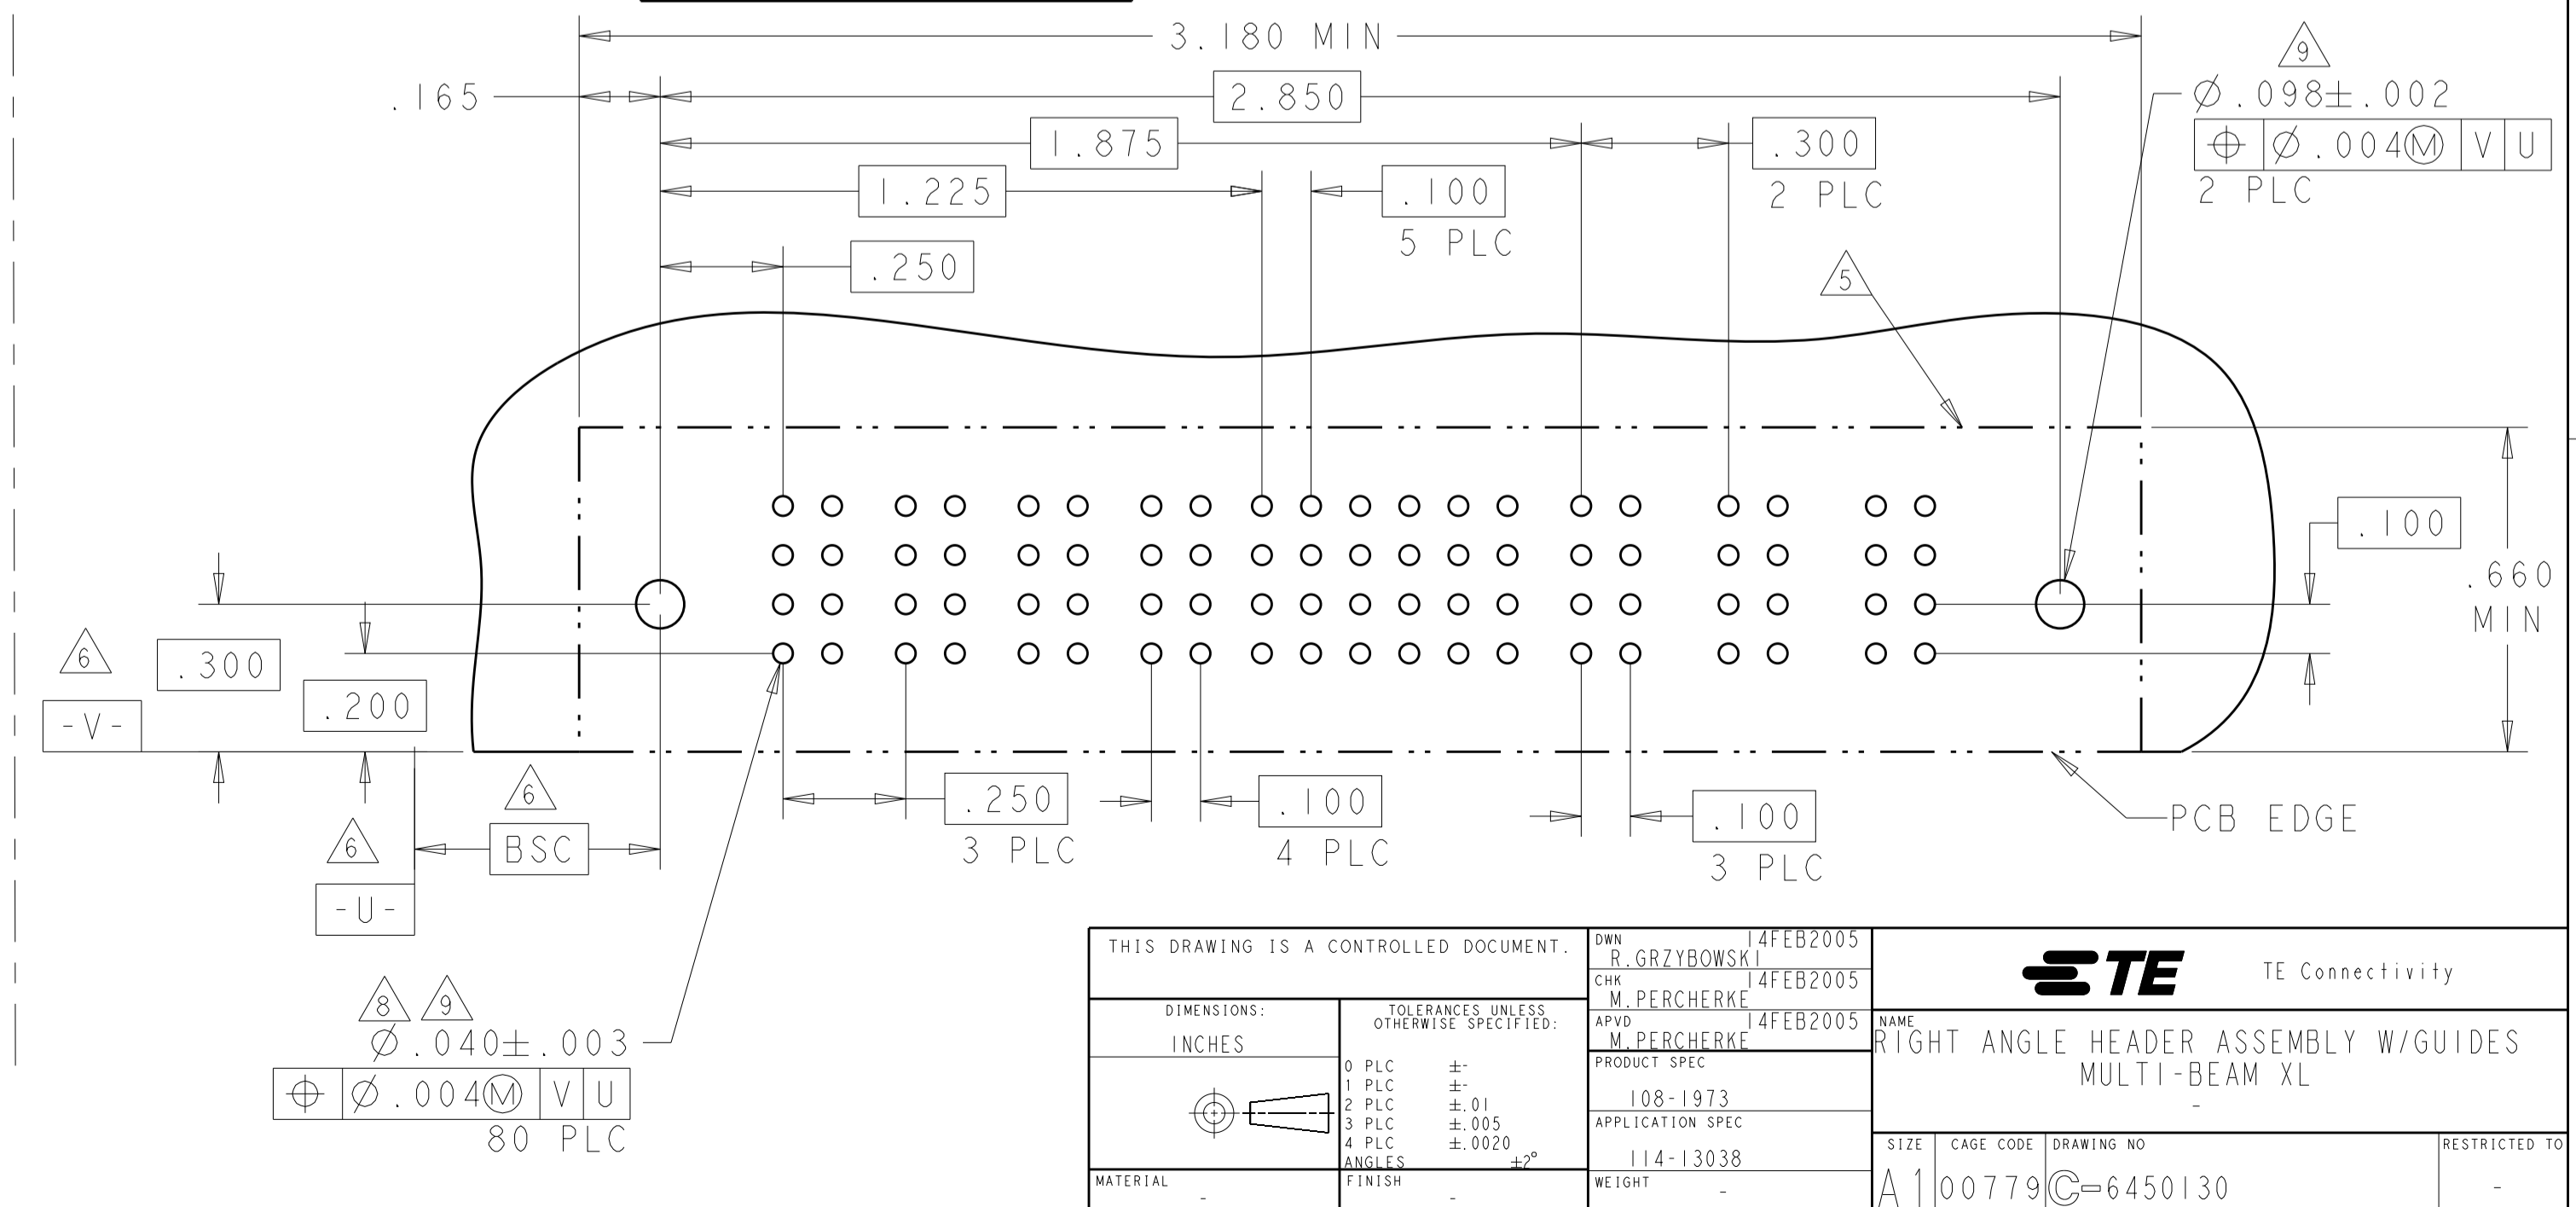 3.180 MIN
9
.165
2.850
Ø.098±.002
1.875
.300
⌖ Ø.004Ⓜ V U
1.225
.100
2 PLC
2 PLC
5 PLC
.250
5
.100
.660
MIN
6
.300
.200
-V-
6
.250
.100
.100
PCB EDGE
6
BSC
3 PLC
4 PLC
3 PLC
-U-
8 9
Ø.040±.003
⌖ Ø.004Ⓜ V U
80 PLC
THIS DRAWING IS A CONTROLLED DOCUMENT.
DIMENSIONS:
INCHES
TOLERANCES UNLESS
OTHERWISE SPECIFIED:
0 PLC ±-
1 PLC ±-
2 PLC ±.01
3 PLC ±.005
4 PLC ±.0020
ANGLES ±2°
MATERIAL
-
FINISH
-
DWN 14FEB2005
R.GRZYBOWSKI
CHK 14FEB2005
M.PERCHERKE
APVD 14FEB2005
M.PERCHERKE
PRODUCT SPEC
108-1973
APPLICATION SPEC
114-13038
WEIGHT -
TE
TE Connectivity
NAME
RIGHT ANGLE HEADER ASSEMBLY W/GUIDES
MULTI-BEAM XL
-
SIZE
A1
CAGE CODE
00779
DRAWING NO
C-6450130
RESTRICTED TO
-